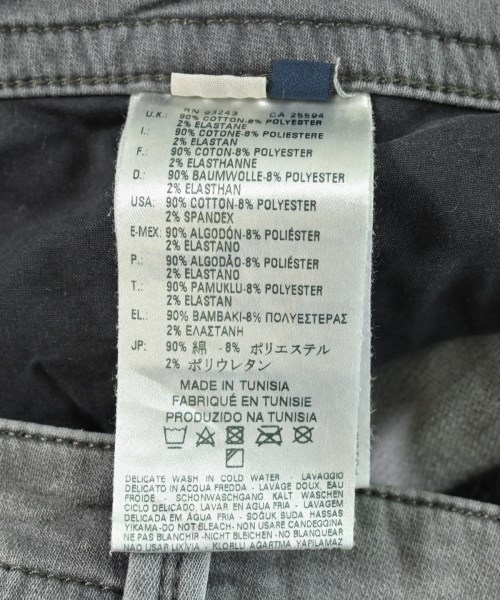 RN 93243 CA 25594
U.K.: 90% COTTON-8% POLYESTER
2% ELASTANE
I.: 90% COTONE-8% POLIESTERE
2% ELASTAN
F.: 90% COTON-8% POLYESTER
2% ELASTHANNE
D.: 90% BAUMWOLLE-8% POLYESTER
2% ELASTHAN
USA: 90% COTTON-8% POLYESTER
2% SPANDEX
E-MEX: 90% ALGODÓN-8% POLIÉSTER
2% ELASTANO
P.: 90% ALGODÃO-8% POLIÉSTER
2% ELASTANO
T.: 90% PAMUKLU-8% POLYESTER
2% ELASTAN
EL.: 90% ΒΑΜΒΑΚΙ-8% ΠΟΛΥΕΣΤΕΡΑΣ
2% ΕΛΑΣΤΑΝΗ
JP: 90% 綿 - 8% ポリエステル
2% ポリウレタン
MADE IN TUNISIA
FABRIQUÉ EN TUNISIE
PRODUZIDO NA TUNISIA
DELICATE WASH IN COLD WATER - LAVAGGIO
DELICATO IN ACQUA FREDDA - LAVAGE DOUX, EAU
FROIDE - SCHONWASCHGANG KALT WASCHEN
CICLO DELICADO, LAVAR EN AGUA FRIA - LAVAGEM
DELICADA EM ÁGUA FRIA - SOĞUK SUDA HASSAS
YIKAMA-DO NOT BLEACH-NON USARE CANDEGGINA
-NE PAS BLANCHIR-NICHT BLEICHEN-NO BLANQUEAR
-NÃO USAR LIXIVIA - KLORLU AĞARTMA YAPILAMAZ